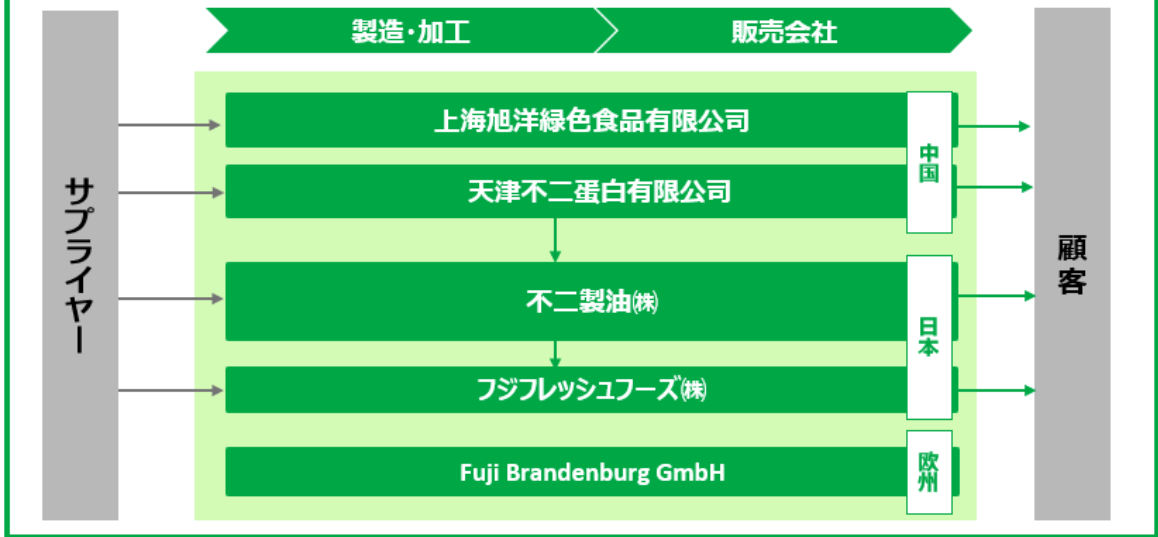 製造・加工
販売会社
サプライヤー
上海旭洋緑色食品有限公司
中国
天津不二蛋白有限公司
不二製油㈱
日本
フジフレッシュフーズ㈱
Fuji Brandenburg GmbH
欧州
顧客